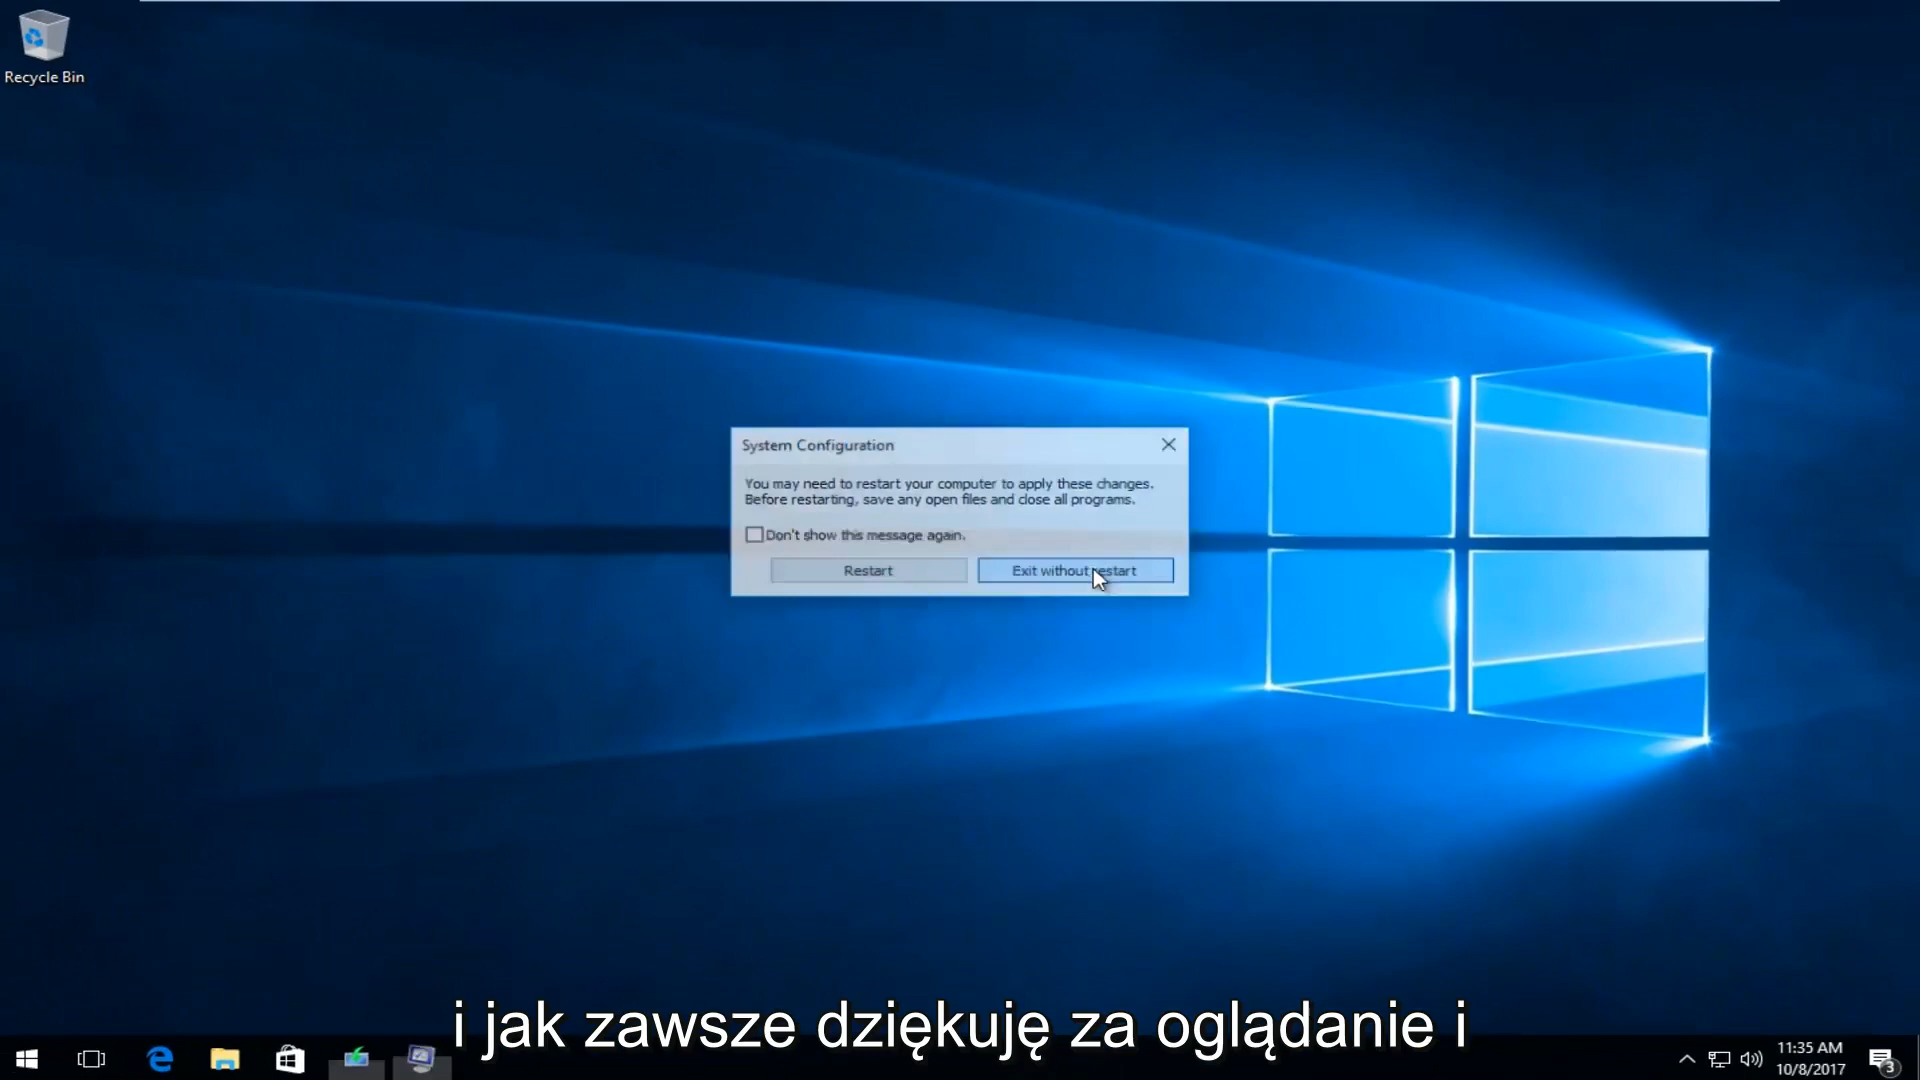 Recycle Bin
System Configuration
You may need to restart your computer to apply these changes.
Before restarting, save any open files and close all programs.
Don't show this message again.
Restart
Exit without restart
i jak zawsze dziękuję za oglądanie i
11:35 AM
10/8/2017
3